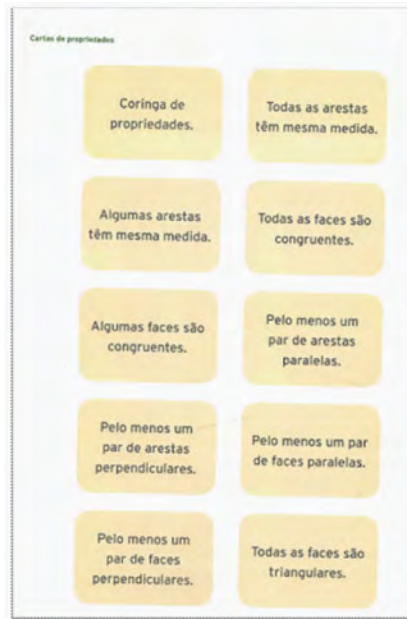 Cartas de propriedades
Coringa de
propriedades.
Todas as arestas
têm mesma medida.
Algumas arestas
têm mesma medida.
Todas as faces são
congruentes.
Algumas faces são
congruentes.
Pelo menos um
par de arestas
paralelas.
Pelo menos um
par de arestas
perpendiculares.
Pelo menos um par
de faces paralelas.
Pelo menos um
par de faces
perpendiculares.
Todas as faces são
triangulares.